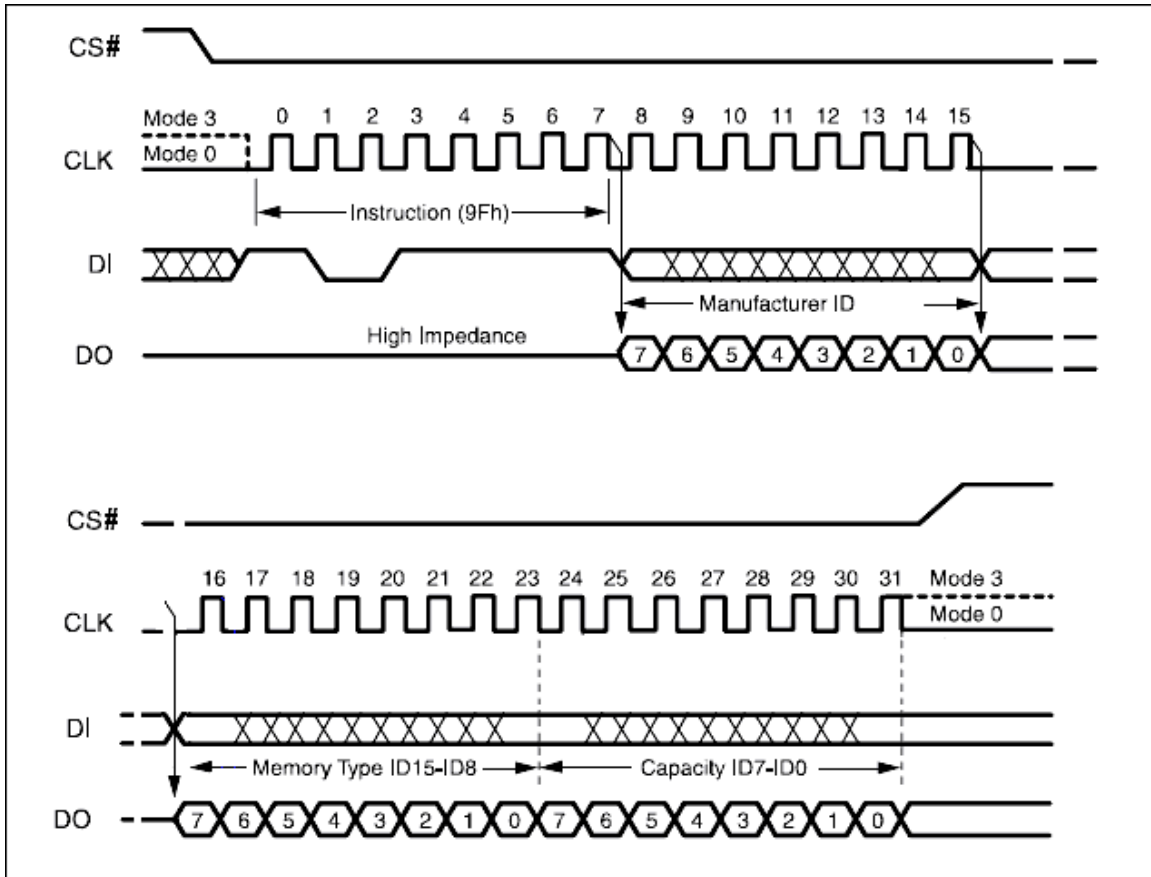 CS#
Mode 3
0 1 2 3 4 5 6 7 8 9 10 11 12 13 14 15
CLK
Mode 0
Instruction (9Fh)
DI
Manufacturer ID
High Impedance
DO
7 6 5 4 3 2 1 0
CS#
16 17 18 19 20 21 22 23 24 25 26 27 28 29 30 31
Mode 3
CLK
Mode 0
DI
Memory Type ID15-ID8
Capacity ID7-ID0
DO
7 6 5 4 3 2 1 0 7 6 5 4 3 2 1 0